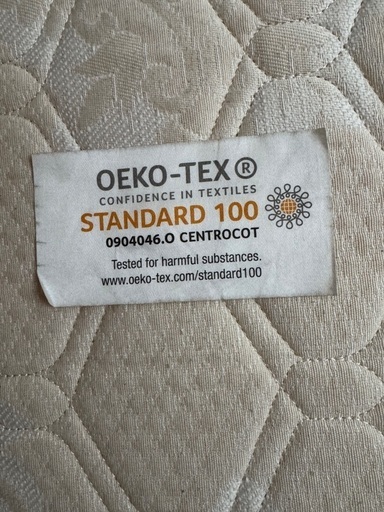 OEKO-TEX®
CONFIDENCE IN TEXTILES
STANDARD 100
0904046.O CENTROCOT
Tested for harmful substances.
www.oeko-tex.com/standard100